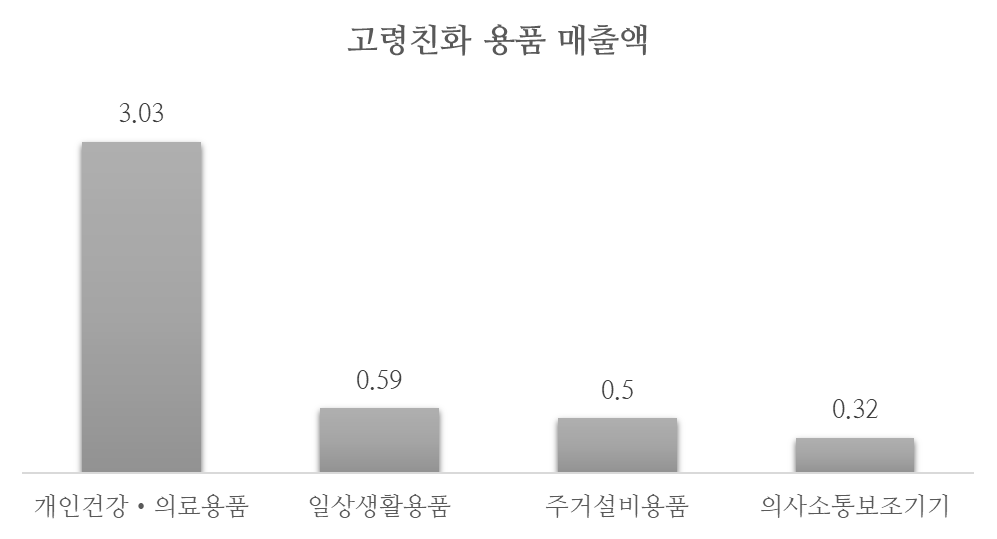 고령친화 용품 매출액
3.03
0.59
0.5
0.32
개인건강・의료용품
일상생활용품
주거설비용품
의사소통보조기기